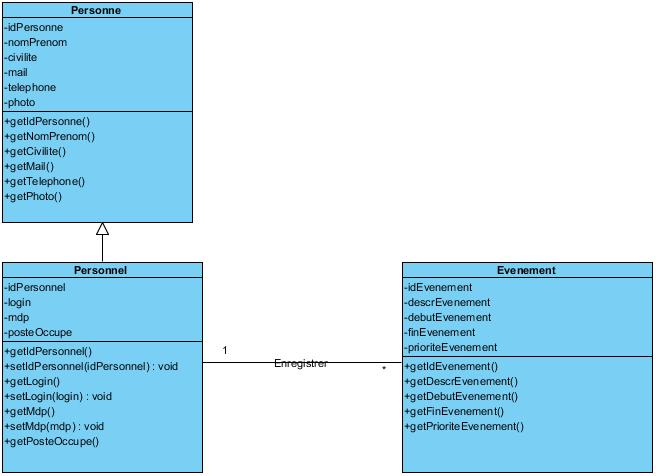 Personne
-idPersonne
-nomPrenom
-civilite
-mail
-telephone
-photo
+getIdPersonne()
+getNomPrenom()
+getCivilite()
+getMail()
+getTelephone()
+getPhoto()
Personnel
-idPersonnel
-login
-mdp
-posteOccupe
+getIdPersonnel()
+setIdPersonnel(idPersonnel) : void
+getLogin()
+setLogin(login) : void
+getMdp()
+setMdp(mdp) : void
+getPosteOccupe()
1
Enregistrer
*
Evenement
-idEvenement
-descrEvenement
-debutEvenement
-finEvenement
-prioriteEvenement
+getIdEvenement()
+getDescrEvenement()
+getDebutEvenement()
+getFinEvenement()
+getPrioriteEvenement()